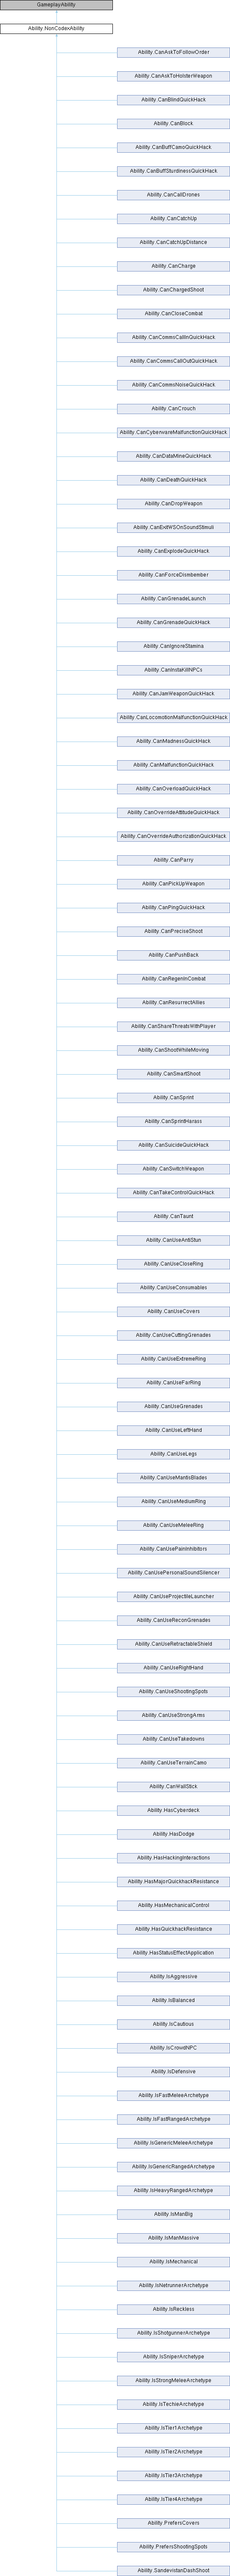 GameplayAbility
Ability.NonCodexAbility
Ability.CanAskToFollowOrder
Ability.CanAskToHolsterWeapon
Ability.CanBlindQuickHack
Ability.CanBlock
Ability.CanBuffCamoQuickHack
Ability.CanBuffSturdinessQuickHack
Ability.CanCallDrones
Ability.CanCatchUp
Ability.CanCatchUpDistance
Ability.CanCharge
Ability.CanChargedShoot
Ability.CanCloseCombat
Ability.CanCommsCallInQuickHack
Ability.CanCommsCallOutQuickHack
Ability.CanCommsNoiseQuickHack
Ability.CanCrouch
Ability.CanCyberwareMalfunctionQuickHack
Ability.CanDataMineQuickHack
Ability.CanDeathQuickHack
Ability.CanDropWeapon
Ability.CanExitWSOnSoundStimuli
Ability.CanExplodeQuickHack
Ability.CanForceDismbember
Ability.CanGrenadeLaunch
Ability.CanGrenadeQuickHack
Ability.CanIgnoreStamina
Ability.CanInstaKillNPCs
Ability.CanJamWeaponQuickHack
Ability.CanLocomotionMalfunctionQuickHack
Ability.CanMadnessQuickHack
Ability.CanMalfunctionQuickHack
Ability.CanOverloadQuickHack
Ability.CanOverrideAttitudeQuickHack
Ability.CanOverrideAuthorizationQuickHack
Ability.CanParry
Ability.CanPickUpWeapon
Ability.CanPingQuickHack
Ability.CanPreciseShoot
Ability.CanPushBack
Ability.CanRegenInCombat
Ability.CanResurrectAllies
Ability.CanShareThreatsWithPlayer
Ability.CanShootWhileMoving
Ability.CanSmartShoot
Ability.CanSprint
Ability.CanSprintHarass
Ability.CanSuicideQuickHack
Ability.CanSwitchWeapon
Ability.CanTakeControlQuickHack
Ability.CanTaunt
Ability.CanUseAntiStun
Ability.CanUseCloseRing
Ability.CanUseConsumables
Ability.CanUseCovers
Ability.CanUseCuttingGrenades
Ability.CanUseExtremeRing
Ability.CanUseFarRing
Ability.CanUseGrenades
Ability.CanUseLeftHand
Ability.CanUseLegs
Ability.CanUseMantisBlades
Ability.CanUseMediumRing
Ability.CanUseMeleeRing
Ability.CanUsePainInhibitors
Ability.CanUsePersonalSoundSilencer
Ability.CanUseProjectileLauncher
Ability.CanUseReconGrenades
Ability.CanUseRetractableShield
Ability.CanUseRightHand
Ability.CanUseShootingSpots
Ability.CanUseStrongArms
Ability.CanUseTakedowns
Ability.CanUseTerrainCamo
Ability.CanWallStick
Ability.HasCyberdeck
Ability.HasDodge
Ability.HasHackingInteractions
Ability.HasMajorQuickhackResistance
Ability.HasMechanicalControl
Ability.HasQuickhackResistance
Ability.HasStatusEffectApplication
Ability.IsAggressive
Ability.IsBalanced
Ability.IsCautious
Ability.IsCrowdNPC
Ability.IsDefensive
Ability.IsFastMeleeArchetype
Ability.IsFastRangedArchetype
Ability.IsGenericMeleeArchetype
Ability.IsGenericRangedArchetype
Ability.IsHeavyRangedArchetype
Ability.IsManBig
Ability.IsManMassive
Ability.IsMechanical
Ability.IsNetrunnerArchetype
Ability.IsReckless
Ability.IsShotgunnerArchetype
Ability.IsSniperArchetype
Ability.IsStrongMeleeArchetype
Ability.IsTechieArchetype
Ability.IsTier1Archetype
Ability.IsTier2Archetype
Ability.IsTier3Archetype
Ability.IsTier4Archetype
Ability.PrefersCovers
Ability.PrefersShootingSpots
Ability.SandevistanDashShoot